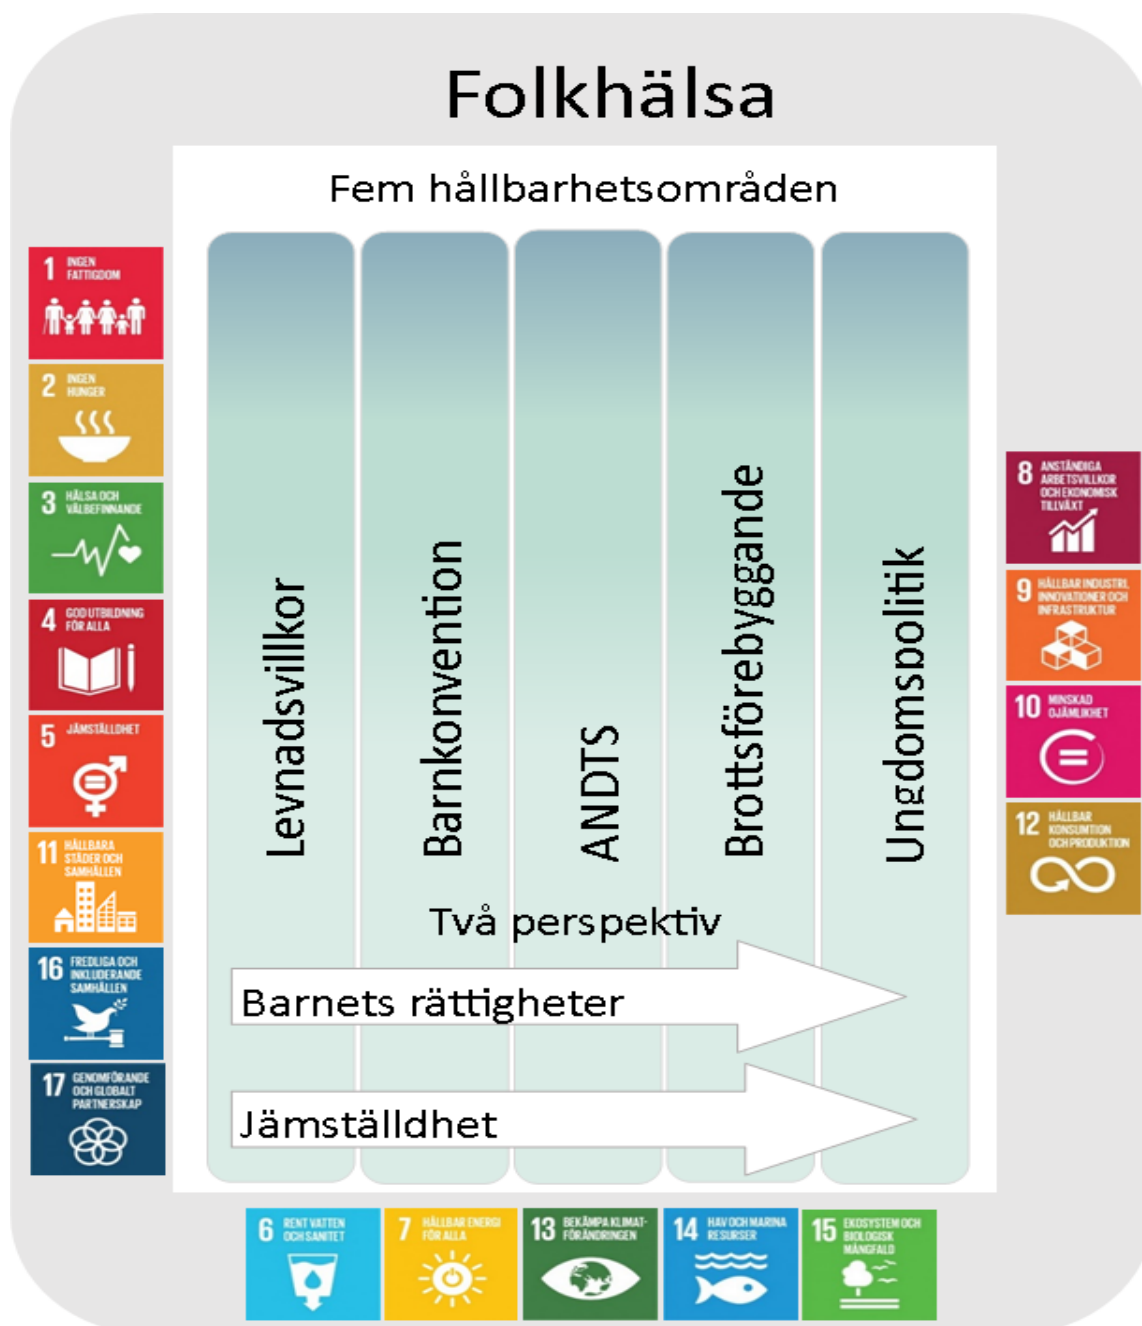 Folkhälsa
Fem hållbarhetsområden
1 INGEN
FATTIGDOM
2 INGEN
HUNGER
3 HÄLSA OCH
VÄLBEFINNANDE
4 GOD UTBILDNING
FÖR ALLA
5 JÄMSTÄLLDHET
11 HÅLLBARA
STÄDER OCH
SAMHÄLLEN
16 FREDLIGA OCH
INKLUDERANDE
SAMHÄLLEN
17 GENOMFÖRANDE
OCH GLOBALT
PARTNERSKAP
Levnadsvillkor
Barnkonvention
ANDTS
Brottsförebyggande
Ungdomspolitik
Två perspektiv
Barnets rättigheter
Jämställdhet
8 ANSTÄNDIGA
ARBETSVILLKOR
OCH EKONOMISK
TILLVÄXT
9 HÅLLBAR INDUSTRI,
INNOVATIONER OCH
INFRASTRUKTUR
10 MINSKAD
OJÄMLIKHET
12 HÅLLBAR
KONSUMTION
OCH PRODUKTION
6 RENT VATTEN
OCH SANITET
7 HÅLLBAR ENERGI
FÖR ALLA
13 BEKÄMPA KLIMAT-
FÖRÄNDRINGEN
14 HAV OCH MARINA
RESURSER
15 EKOSYSTEM OCH
BIOLOGISK
MÅNGFALD